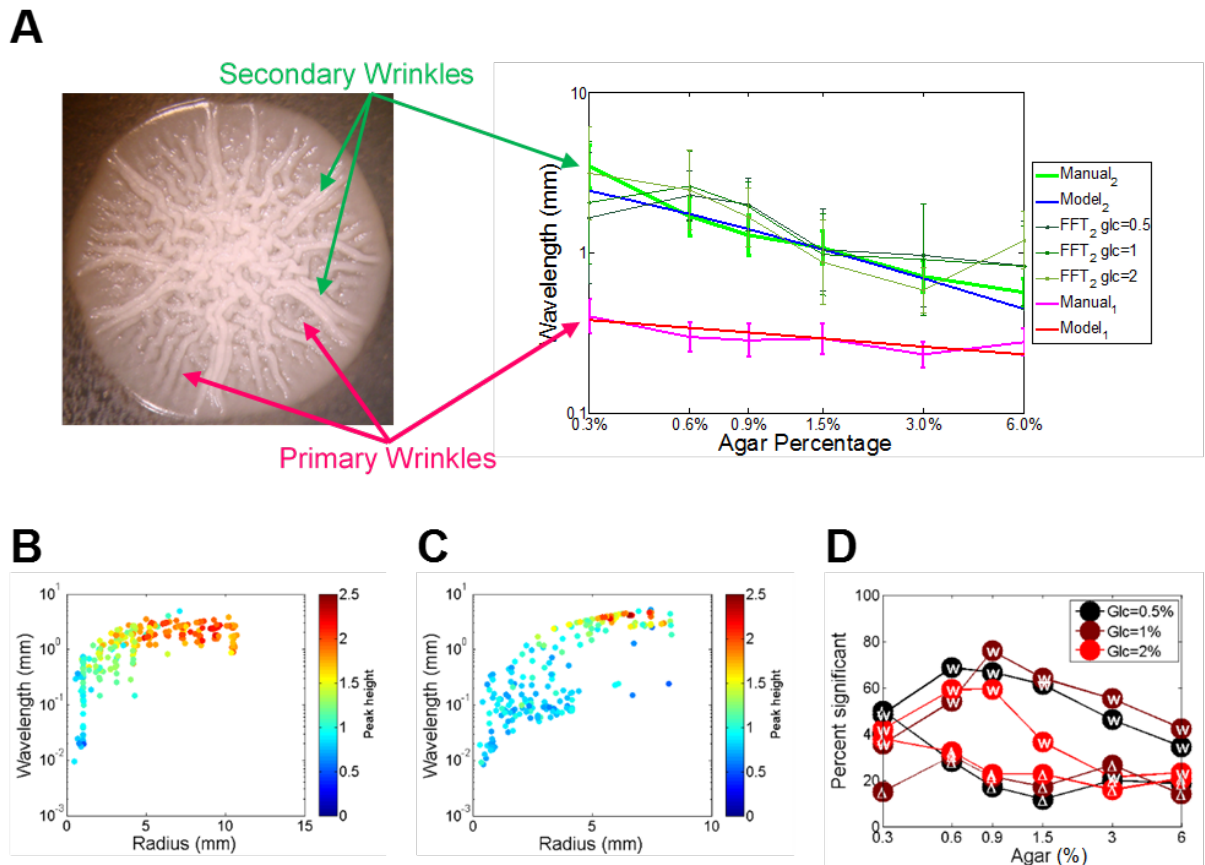 A
Secondary Wrinkles
Primary Wrinkles
10
1
0.1
Wavelength (mm)
0.3%
0.6%
0.9%
1.5%
3.0%
6.0%
Agar Percentage
Manual2
Model2
FFT2 glc=0.5
FFT2 glc=1
FFT2 glc=2
Manual1
Model1
B
10^1
10^0
10^-1
10^-2
10^-3
Wavelength (mm)
0
5
10
15
Radius (mm)
2.5
2
1.5
1
0.5
0
Peak height
C
10^1
10^0
10^-1
10^-2
10^-3
Wavelength (mm)
0
5
10
Radius (mm)
2.5
2
1.5
1
0.5
0
Peak height
D
100
80
60
40
20
0
Percent significant
0.3
0.6
0.9
1.5
3
6
Agar (%)
Glc=0.5%
Glc=1%
Glc=2%